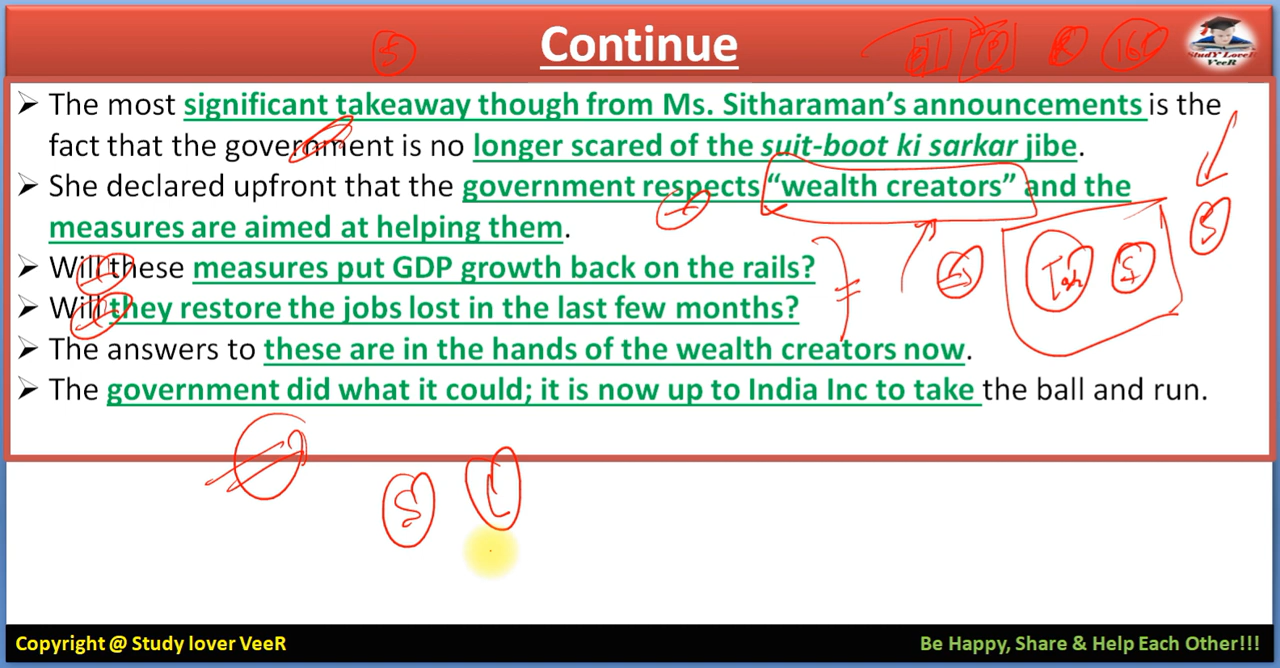 Continue
StudY LoveR
VeeR
➢ The most significant takeaway though from Ms. Sitharaman’s announcements is the
fact that the government is no longer scared of the suit-boot ki sarkar jibe.
➢ She declared upfront that the government respects “wealth creators” and the
measures are aimed at helping them.
➢ Will these measures put GDP growth back on the rails?
➢ Will they restore the jobs lost in the last few months?
➢ The answers to these are in the hands of the wealth creators now.
➢ The government did what it could; it is now up to India Inc to take the ball and run.
Copyright @ Study lover VeeR
Be Happy, Share & Help Each Other!!!